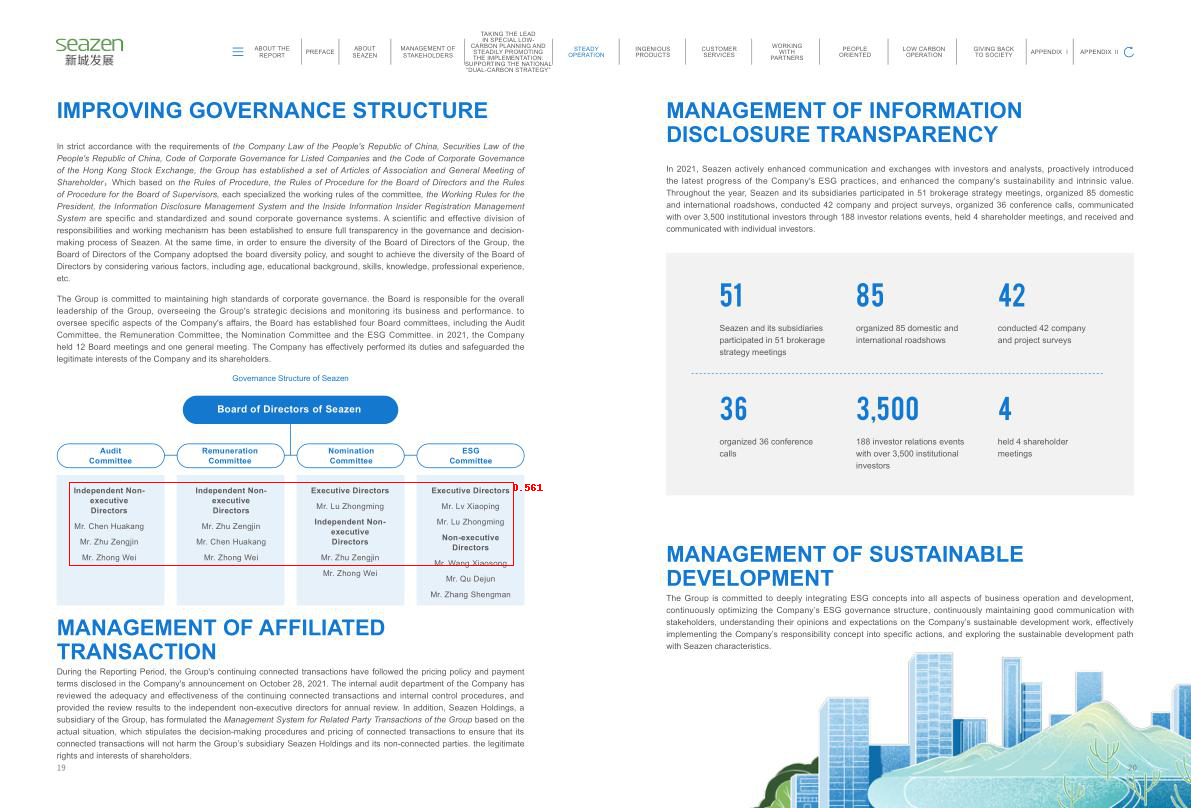 seazen
新城发展
ABOUT THE
REPORT
PREFACE
ABOUT
SEAZEN
MANAGEMENT OF
STAKEHOLDERS
TAKING THE LEAD
IN SPECIAL LOW-
CARBON PLANNING AND
STEADLY PROMOTING
THE IMPLEMENTATION:
SUPPORTING THE NATIONAL
"DUAL-CARBON STRATEGY"
STEADY
OPERATION
INGENIOUS
PRODUCTS
CUSTOMER
SERVICES
WORKING
WITH
PARTNERS
PEOPLE
ORIENTED
LOW CARBON
OPERATION
GIVING BACK
TO SOCIETY
APPENDIX I
APPENDIX II
IMPROVING GOVERNANCE STRUCTURE
In strict accordance with the requirements of the Company Law of the People's Republic of China, Securities Law of the
People's Republic of China, Code of Corporate Governance for Listed Companies and the Code of Corporate Governance
of the Hong Kong Stock Exchange, the Group has established a set of Articles of Association and General Meeting of
Shareholder，Which based on the Rules of Procedure, the Rules of Procedure for the Board of Directors and the Rules
of Procedure for the Board of Supervisors, each specialized the working rules of the committee, the Working Rules for the
President, the Information Disclosure Management System and the Inside Information Insider Registration Management
System are specific and standardized and sound corporate governance systems. A scientific and effective division of
responsibilities and working mechanism has been established to ensure full transparency in the governance and decision-
making process of Seazen. At the same time, in order to ensure the diversity of the Board of Directors of the Group, the
Board of Directors of the Company adoptsed the board diversity policy, and sought to achieve the diversity of the Board of
Directors by considering various factors, including age, educational background, skills, knowledge, professional experience,
etc.
The Group is committed to maintaining high standards of corporate governance. the Board is responsible for the overall
leadership of the Group, overseeing the Group's strategic decisions and monitoring its business and performance. to
oversee specific aspects of the Company's affairs, the Board has established four Board committees, including the Audit
Committee, the Remuneration Committee, the Nomination Committee and the ESG Committee. in 2021, the Company
held 12 Board meetings and one general meeting. The Company has effectively performed its duties and safeguarded the
legitimate interests of the Company and its shareholders.
Governance Structure of Seazen
Board of Directors of Seazen
Audit
Committee
Remuneration
Committee
Nomination
Committee
ESG
Committee
Independent Non-
executive
Directors
Mr. Chen Huakang
Mr. Zhu Zengjin
Mr. Zhong Wei
Independent Non-
executive
Directors
Mr. Zhu Zengjin
Mr. Chen Huakang
Mr. Zhong Wei
Executive Directors
Mr. Lu Zhongming
Independent Non-
executive
Directors
Mr. Zhu Zengjin
Mr. Zhong Wei
Executive Directors
Mr. Lv Xiaoping
Mr. Lu Zhongming
Non-executive
Directors
Mr. Wang Xiaosong
Mr. Qu Dejun
Mr. Zhang Shengman
0.561
MANAGEMENT OF AFFILIATED
TRANSACTION
During the Reporting Period, the Group's continuing connected transactions have followed the pricing policy and payment
terms disclosed in the Company's announcement on October 28, 2021. The internal audit department of the Company has
reviewed the adequacy and effectiveness of the continuing connected transactions and internal control procedures, and
provided the review results to the independent non-executive directors for annual review. In addition, Seazen Holdings, a
subsidiary of the Group, has formulated the Management System for Related Party Transactions of the Group based on the
actual situation, which stipulates the decision-making procedures and pricing of connected transactions to ensure that its
connected transactions will not harm the Group's subsidiary Seazen Holdings and its non-connected parties. the legitimate
rights and interests of shareholders.
19
MANAGEMENT OF INFORMATION
DISCLOSURE TRANSPARENCY
In 2021, Seazen actively enhanced communication and exchanges with investors and analysts, proactively introduced
the latest progress of the Company's ESG practices, and enhanced the company's sustainability and intrinsic value.
Throughout the year, Seazen and its subsidiaries participated in 51 brokerage strategy meetings, organized 85 domestic
and international roadshows, conducted 42 company and project surveys, organized 36 conference calls, communicated
with over 3,500 institutional investors through 188 investor relations events, held 4 shareholder meetings, and received and
communicated with individual investors.
51
Seazen and its subsidiaries
participated in 51 brokerage
strategy meetings
85
organized 85 domestic and
international roadshows
42
conducted 42 company
and project surveys
36
organized 36 conference
calls
3,500
188 investor relations events
with over 3,500 institutional
investors
4
held 4 shareholder
meetings
MANAGEMENT OF SUSTAINABLE
DEVELOPMENT
The Group is committed to deeply integrating ESG concepts into all aspects of business operation and development,
continuously optimizing the Company's ESG governance structure, continuously maintaining good communication with
stakeholders, understanding their opinions and expectations on the Company's sustainable development work, effectively
implementing the Company's responsibility concept into specific actions, and exploring the sustainable development path
with Seazen characteristics.
20